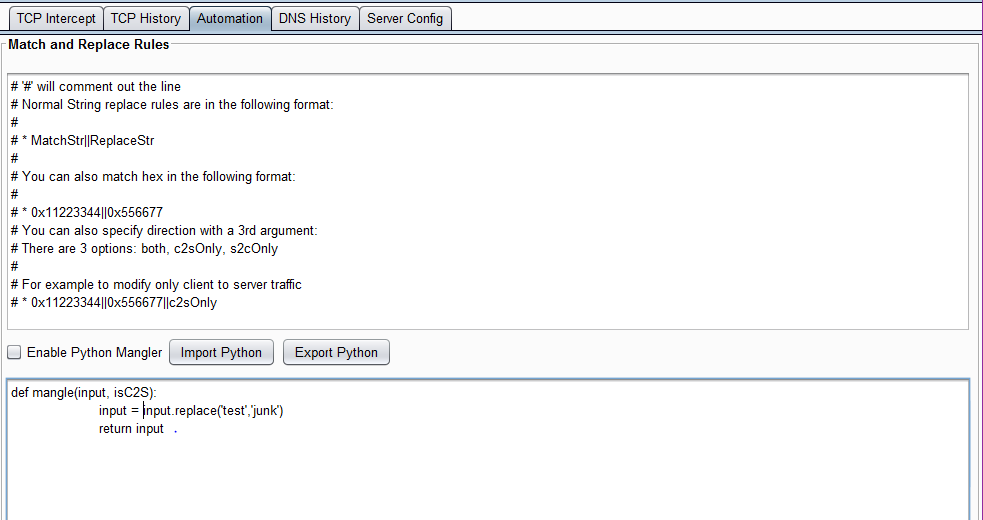 TCP Intercept TCP History Automation DNS History Server Config
Match and Replace Rules
# '#' will comment out the line
# Normal String replace rules are in the following format:
#
# * MatchStr||ReplaceStr
#
# You can also match hex in the following format:
#
# * 0x11223344||0x556677
# You can also specify direction with a 3rd argument:
# There are 3 options: both, c2sOnly, s2cOnly
#
# For example to modify only client to server traffic
# * 0x11223344||0x556677||c2sOnly
Enable Python Mangler Import Python Export Python
def mangle(input, isC2S):
input = input.replace('test','junk')
return input .